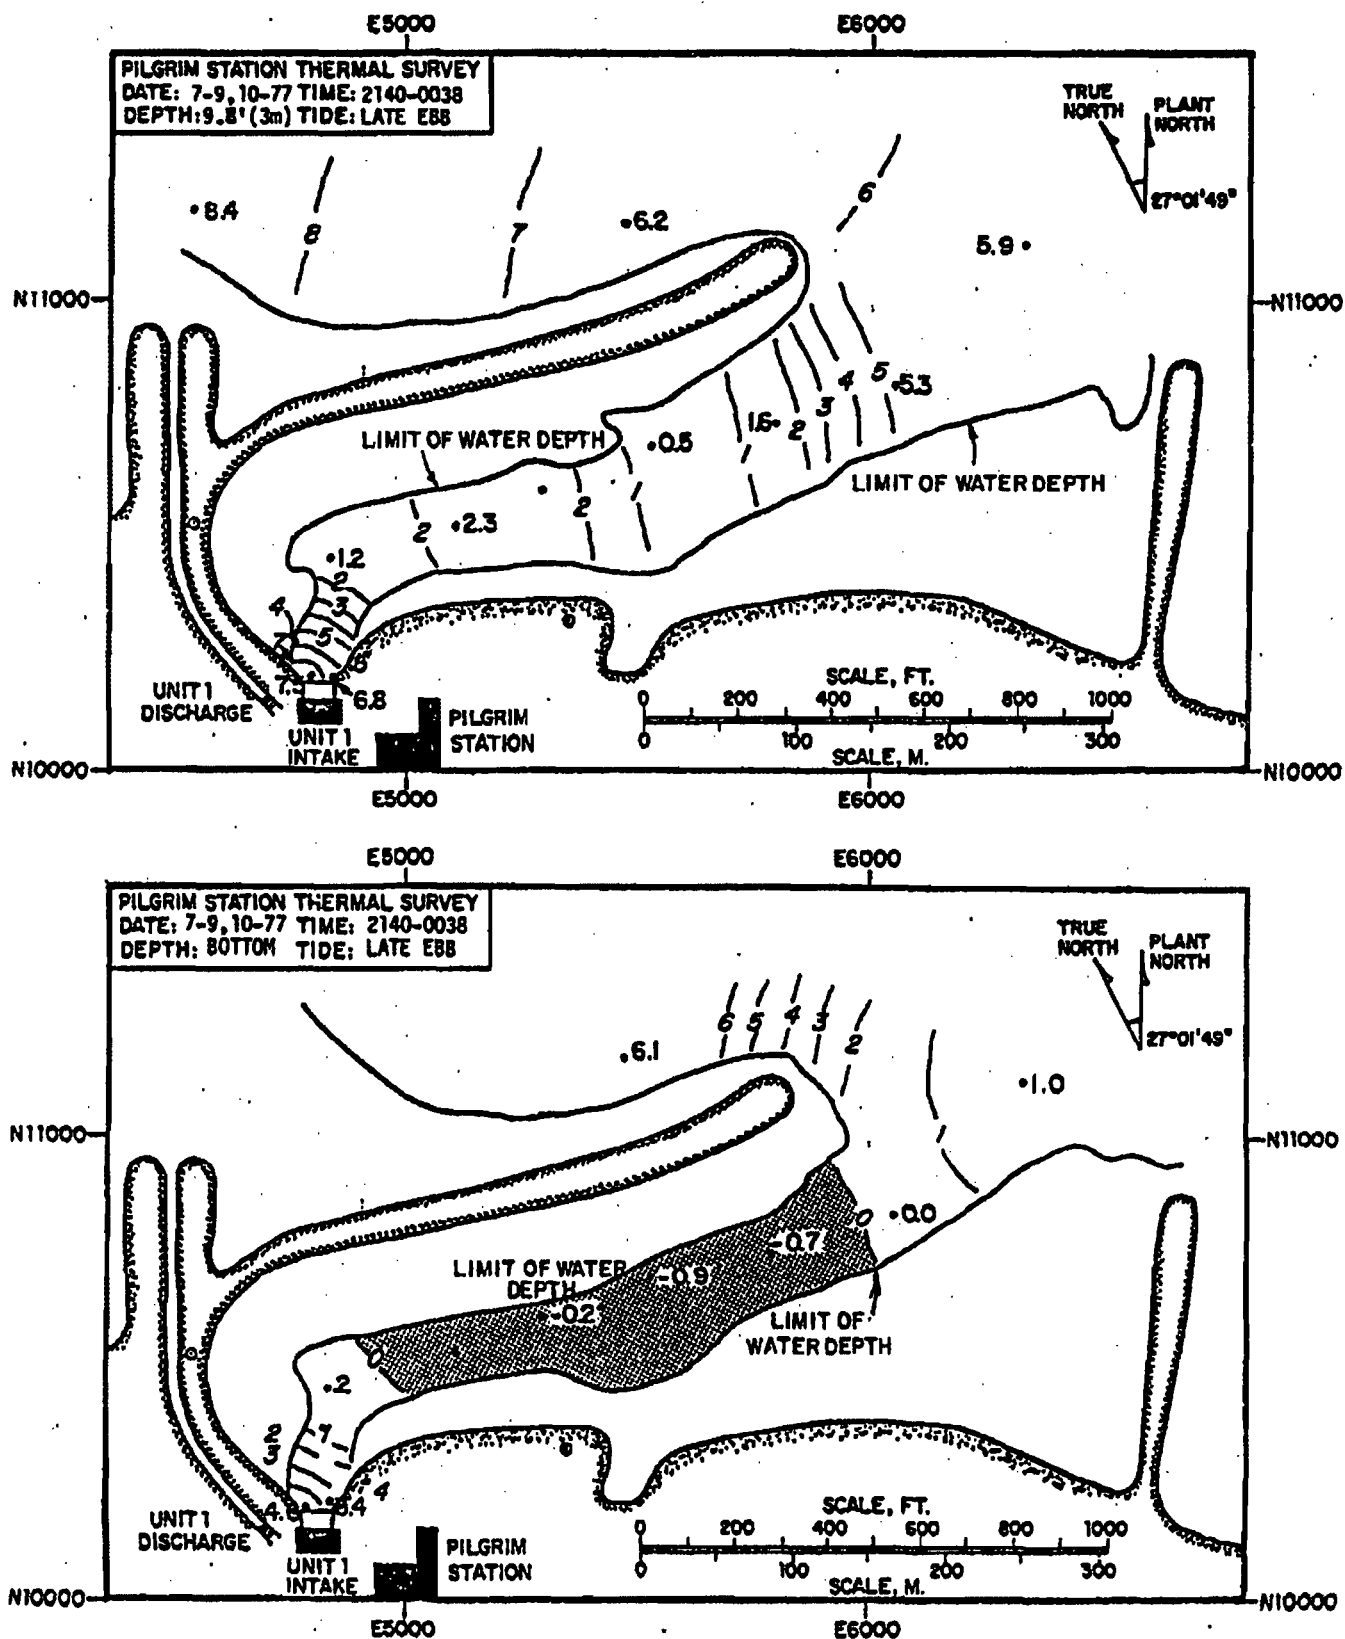 E5000 E6000
PILGRIM STATION THERMAL SURVEY
DATE: 7-9, 10-77 TIME: 2140-0038
DEPTH: 9.8' (3m) TIDE: LATE EBB
TRUE NORTH
PLANT NORTH
27°01'49"
8.4
8
7
6.2
6
5.9
N11000 N11000
4
5
5.3
3
1.6
2
LIMIT OF WATER DEPTH
0.5
1
1
LIMIT OF WATER DEPTH
2
2
2.3
1.2
2
3
4
5
7
6.8
UNIT 1
DISCHARGE
UNIT 1
INTAKE
PILGRIM
STATION
SCALE, FT.
0 200 400 600 800 1000
0 100 200 300
SCALE, M.
N10000 N10000
E5000 E6000
E5000 E6000
PILGRIM STATION THERMAL SURVEY
DATE: 7-9, 10-77 TIME: 2140-0038
DEPTH: BOTTOM TIDE: LATE EBB
TRUE NORTH
PLANT NORTH
27°01'49"
6 5 4 3 2
6.1
1.0
N11000 N11000
1
0 0.0
-0.7
LIMIT OF WATER
DEPTH
-0.9
-0.2
LIMIT OF
WATER DEPTH
0
.2
1
2
3
4
UNIT 1
DISCHARGE
UNIT 1
INTAKE
PILGRIM
STATION
SCALE, FT.
0 200 400 600 800 1000
0 100 200 300
SCALE, M.
N10000 N10000
E5000 E6000